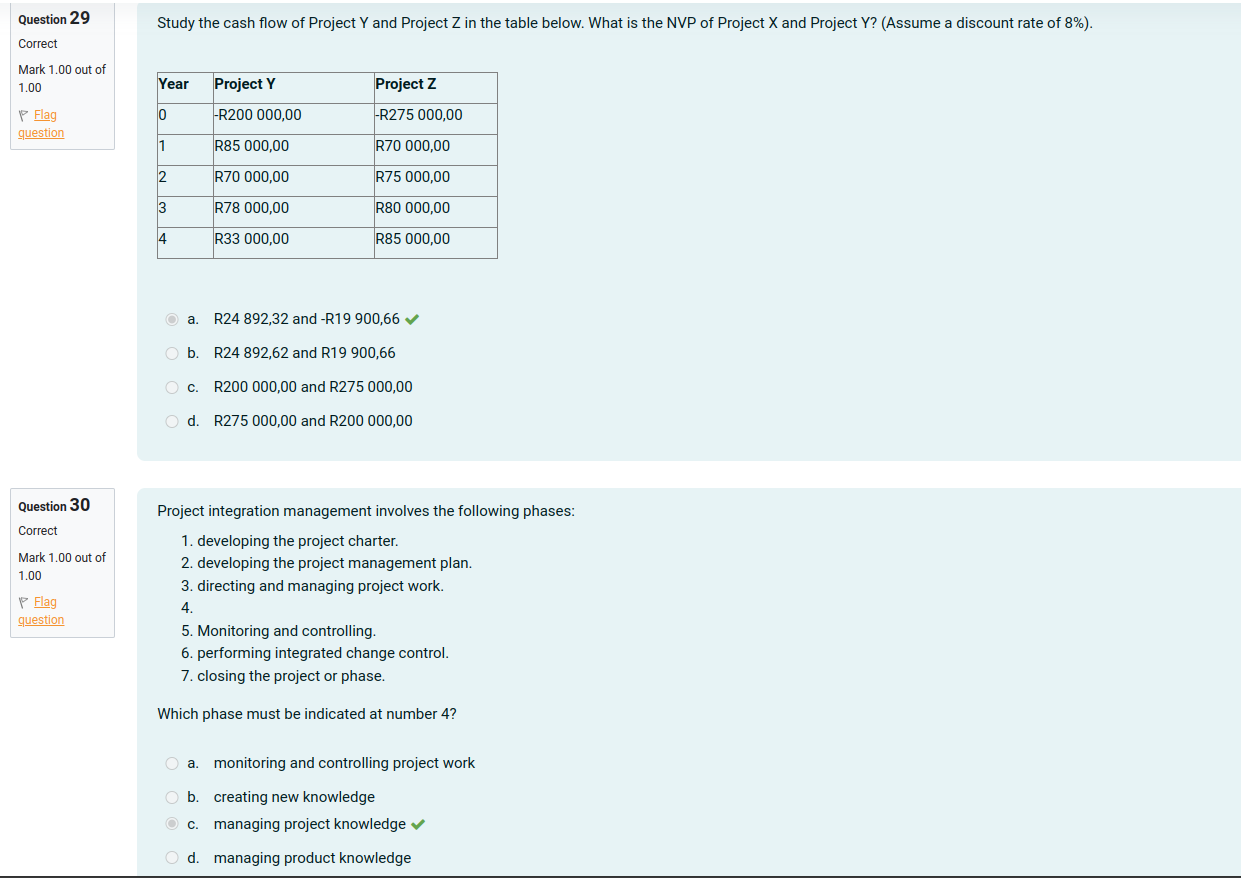 Question 29
Correct
Mark 1.00 out of
1.00
Flag
question
Study the cash flow of Project Y and Project Z in the table below. What is the NVP of Project X and Project Y? (Assume a discount rate of 8%).
Year Project Y Project Z
0 -R200 000,00 -R275 000,00
1 R85 000,00 R70 000,00
2 R70 000,00 R75 000,00
3 R78 000,00 R80 000,00
4 R33 000,00 R85 000,00
a. R24 892,32 and -R19 900,66
b. R24 892,62 and R19 900,66
c. R200 000,00 and R275 000,00
d. R275 000,00 and R200 000,00
Question 30
Correct
Mark 1.00 out of
1.00
Flag
question
Project integration management involves the following phases:
1. developing the project charter.
2. developing the project management plan.
3. directing and managing project work.
4.
5. Monitoring and controlling.
6. performing integrated change control.
7. closing the project or phase.
Which phase must be indicated at number 4?
a. monitoring and controlling project work
b. creating new knowledge
c. managing project knowledge
d. managing product knowledge